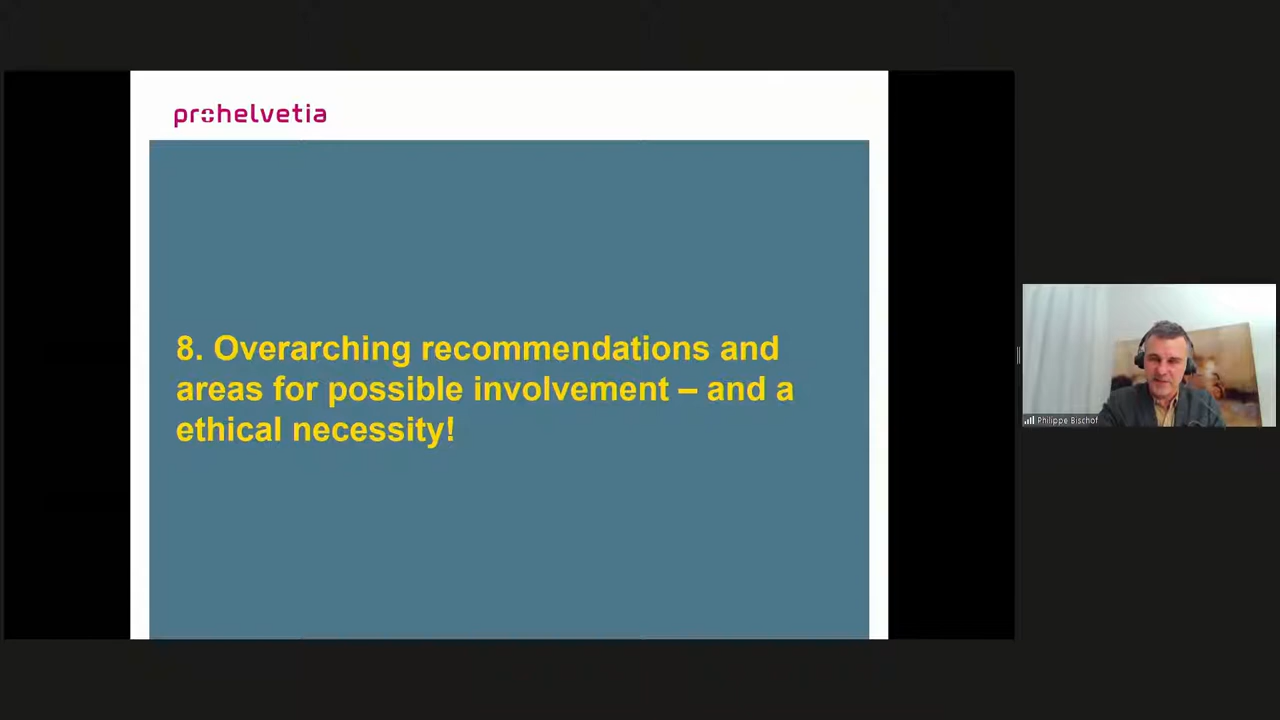 prohelvetia
8. Overarching recommendations and
areas for possible involvement – and a
ethical necessity!
Philippe Bischof